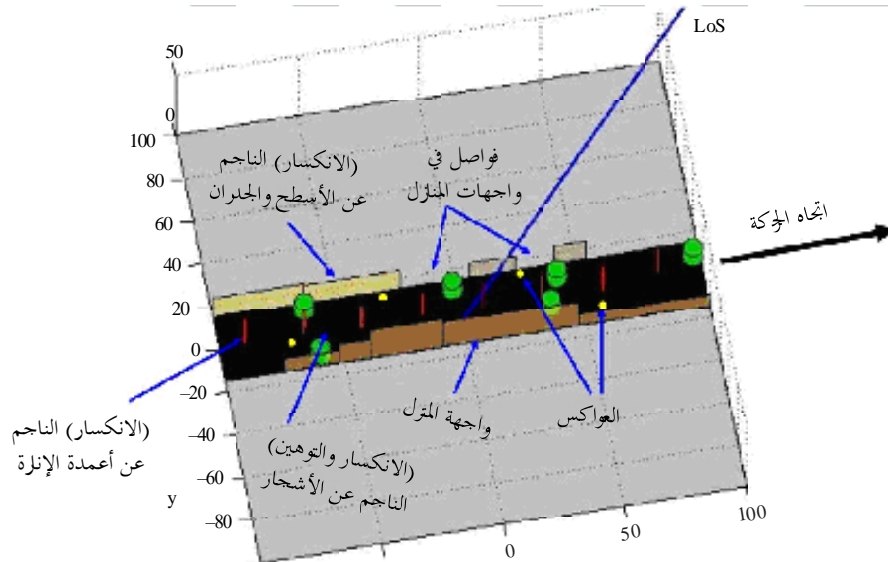 LoS
50
0
100
80
60
40
20
0
–20
–40
–60
–80
y
0
50
100
(الانكسار) الناجم
عن الأسطح والجدران
فواصل في
واجهات المنازل
اتجاه الحركة
(الانكسار) الناجم
عن أعمدة الإنارة
(الانكسار والتوهين)
الناجم عن الأشجار
واجهة المنزل
العواكس